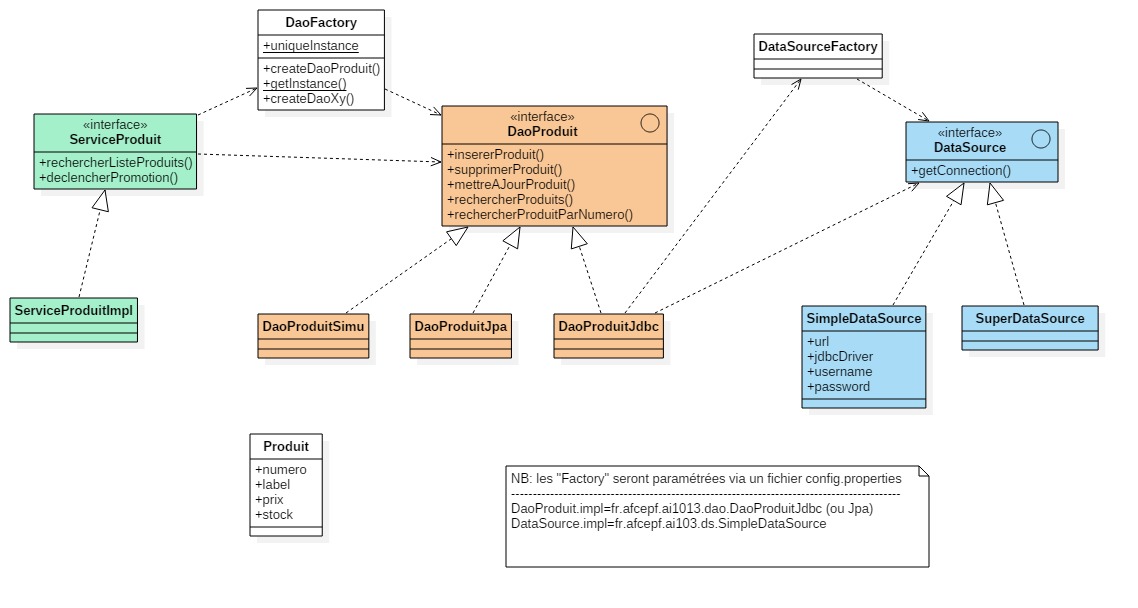 DaoFactory
+uniqueInstance
+createDaoProduit()
+getInstance()
+createDaoXy()
DataSourceFactory
«interface»
ServiceProduit
+rechercherListeProduits()
+declencherPromotion()
«interface»
DaoProduit
+insererProduit()
+supprimerProduit()
+mettreAJourProduit()
+rechercherProduits()
+rechercherProduitParNumero()
«interface»
DataSource
+getConnection()
ServiceProduitImpl
DaoProduitSimu
DaoProduitJpa
DaoProduitJdbc
SimpleDataSource
+url
+jdbcDriver
+username
+password
SuperDataSource
Produit
+numero
+label
+prix
+stock
NB: les "Factory" seront paramétrées via un fichier config.properties
------------------------------------------------------------------------------------
DaoProduit.impl=fr.afcepf.ai1013.dao.DaoProduitJdbc (ou Jpa)
DataSource.impl=fr.afcepf.ai103.ds.SimpleDataSource